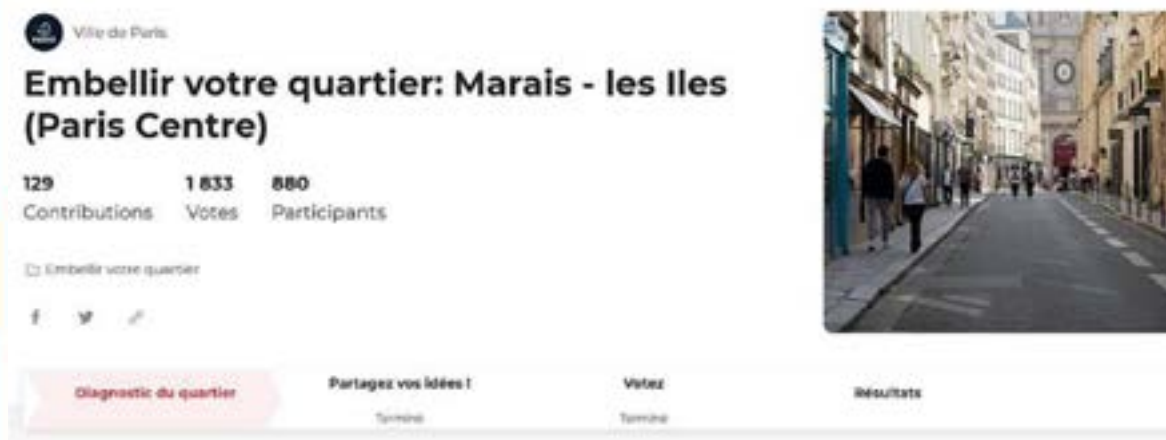 Ville de Paris
Embellir votre quartier: Marais - les Iles
(Paris Centre)
129 1 833 880
Contributions Votes Participants
Embellir votre quartier
Diagnostic du quartier Partagez vos idées ! Votez Résultats
Terminé Terminé